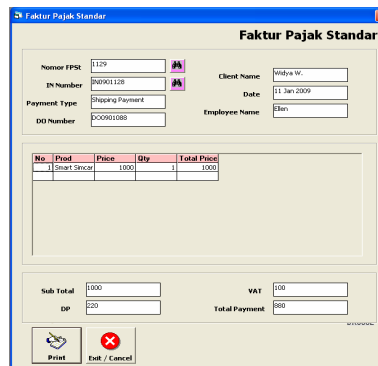 Faktur Pajak Standar
Faktur Pajak Standar
Nomor FPSt 1129
IN Number IN0901128
Payment Type Shipping Payment
DO Number DO0901088
Client Name Widya W.
Date 11 Jan 2009
Employee Name Ellen
No Prod Price Qty Total Price
1 Smart Simcar 1000 1 1000
Sub Total 1000
DP 220
VAT 100
Total Payment 880
Print
Exit / Cancel